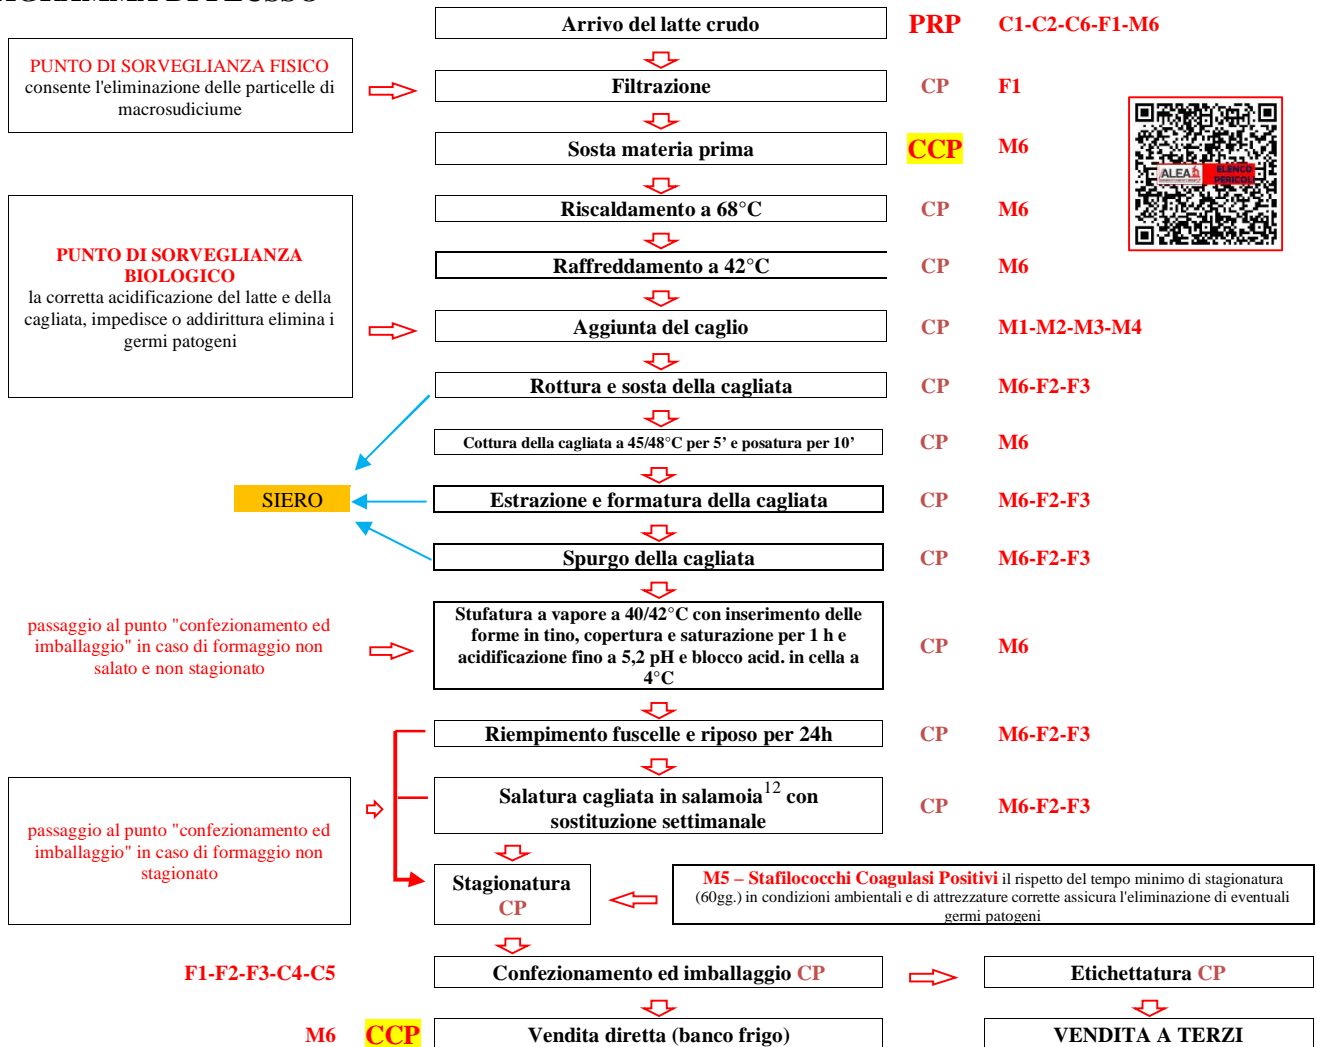 Arrivo del latte crudo PRP C1-C2-C6-F1-M6
PUNTO DI SORVEGLIANZA FISICO
consente l'eliminazione delle particelle di
macrosudiciume
Filtrazione CP F1
Sosta materia prima CCP M6
ALEA ELENCO
PERICOLI
Riscaldamento a 68°C CP M6
PUNTO DI SORVEGLIANZA
BIOLOGICO
la corretta acidificazione del latte e della
cagliata, impedisce o addirittura elimina i
germi patogeni
Raffreddamento a 42°C CP M6
Aggiunta del caglio CP M1-M2-M3-M4
Rottura e sosta della cagliata CP M6-F2-F3
Cottura della cagliata a 45/48°C per 5’ e posatura per 10’ CP M6
SIERO
Estrazione e formatura della cagliata CP M6-F2-F3
Spurgo della cagliata CP M6-F2-F3
passaggio al punto "confezionamento ed
imballaggio" in caso di formaggio non
salato e non stagionato
Stufatura a vapore a 40/42°C con inserimento delle
forme in tino, copertura e saturazione per 1 h e
acidificazione fino a 5,2 pH e blocco acid. in cella a
4°C
CP M6
Riempimento fuscelle e riposo per 24h CP M6-F2-F3
passaggio al punto "confezionamento ed
imballaggio" in caso di formaggio non
stagionato
Salatura cagliata in salamoia12 con
sostituzione settimanale
CP M6-F2-F3
Stagionatura
CP
M5 – Stafilococchi Coagulasi Positivi il rispetto del tempo minimo di stagionatura
(60gg.) in condizioni ambientali e di attrezzature corrette assicura l'eliminazione di eventuali
germi patogeni
F1-F2-F3-C4-C5 Confezionamento ed imballaggio CP Etichettatura CP
M6 CCP Vendita diretta (banco frigo) VENDITA A TERZI